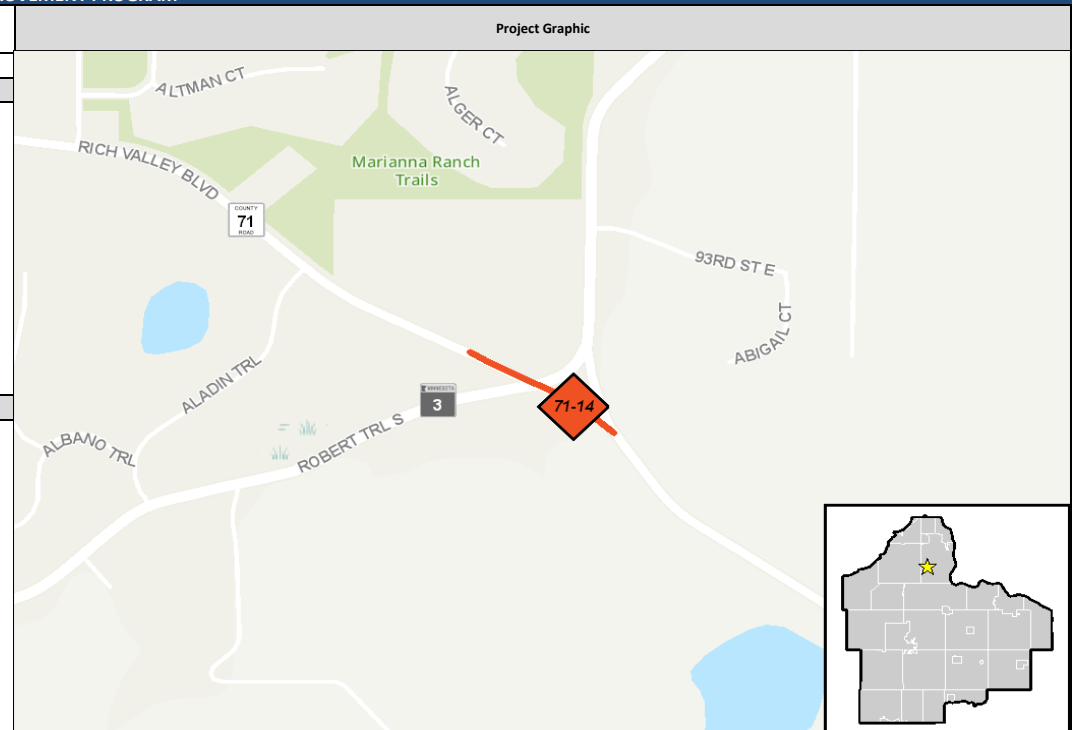 Project Graphic
ALTMAN CT
ALGER CT
RICH VALLEY BLVD
Marianna Ranch
Trails
COUNTY
71
ROAD
93RD ST E
ABIGAIL CT
ALADIN TRL
MINNESOTA
3
71-14
ROBERT TRL S
ALBANO TRL